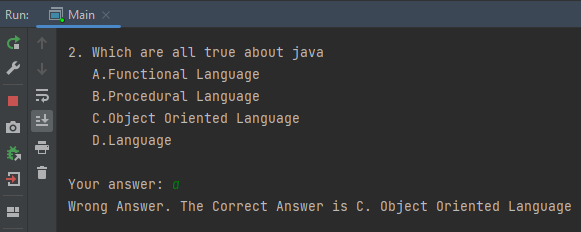 Run: Main
2. Which are all true about java
A.Functional Language
B.Procedural Language
C.Object Oriented Language
D.Language
Your answer: a
Wrong Answer. The Correct Answer is C. Object Oriented Language